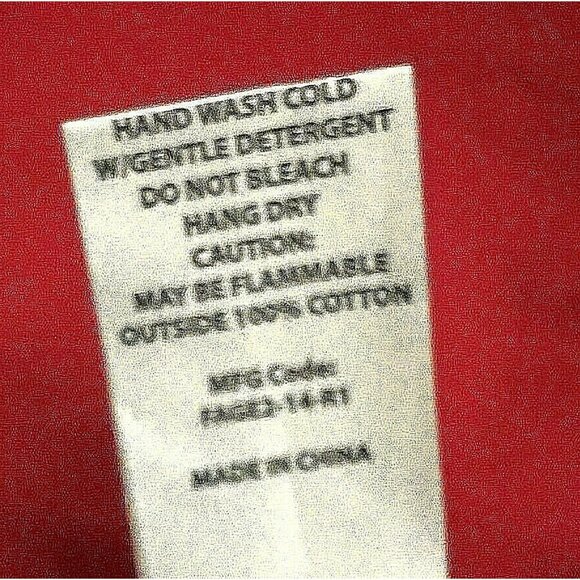 HAND WASH COLD
W/GENTLE DETERGENT
DO NOT BLEACH
HANG DRY
CAUTION:
MAY BE FLAMMABLE
OUTSIDE 100% COTTON
MFG Code:
MADE IN CHINA